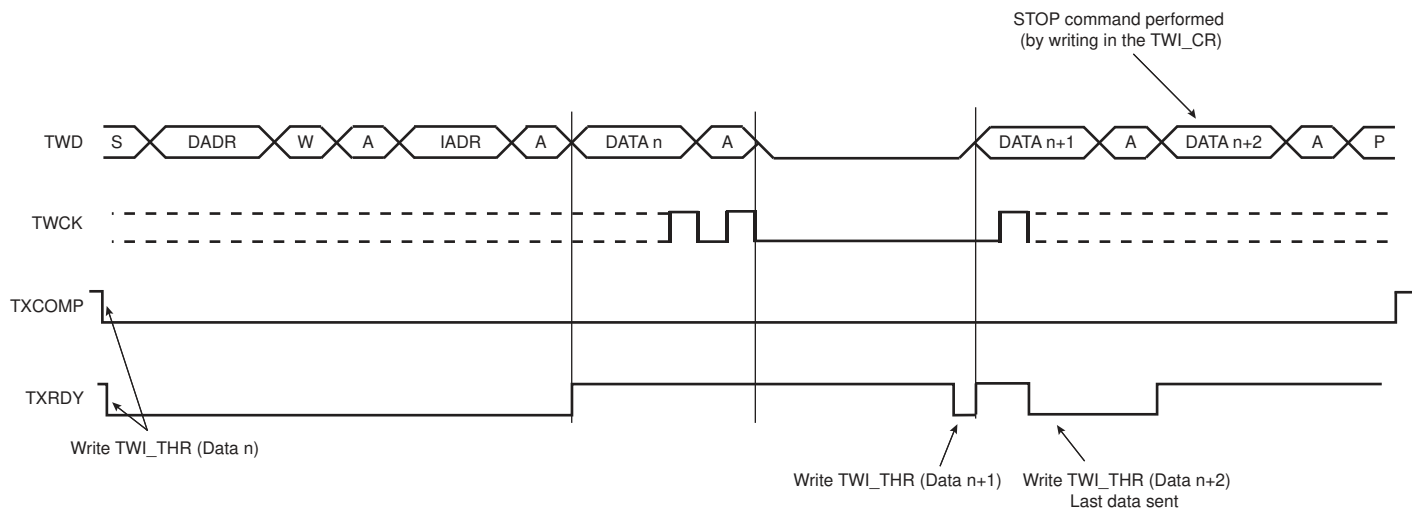 STOP command performed
(by writing in the TWI_CR)
TWD S DADR W A IADR A DATA n A DATA n+1 A DATA n+2 A P
TWCK
TXCOMP
TXRDY
Write TWI_THR (Data n)
Write TWI_THR (Data n+1)
Write TWI_THR (Data n+2)
Last data sent